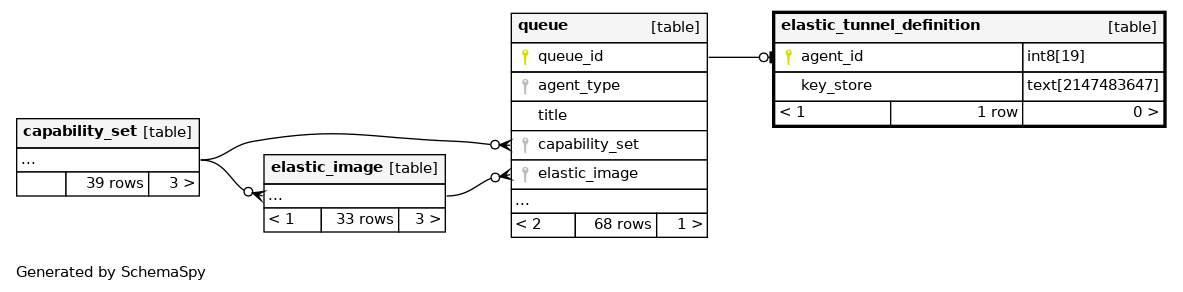 queue [table]
queue_id
agent_type
title
capability_set
elastic_image
...
< 2 68 rows 1 >
elastic_tunnel_definition [table]
agent_id int8[19]
key_store text[2147483647]
< 1 1 row 0 >
capability_set [table]
...
39 rows 3 >
elastic_image [table]
...
< 1 33 rows 3 >
Generated by SchemaSpy